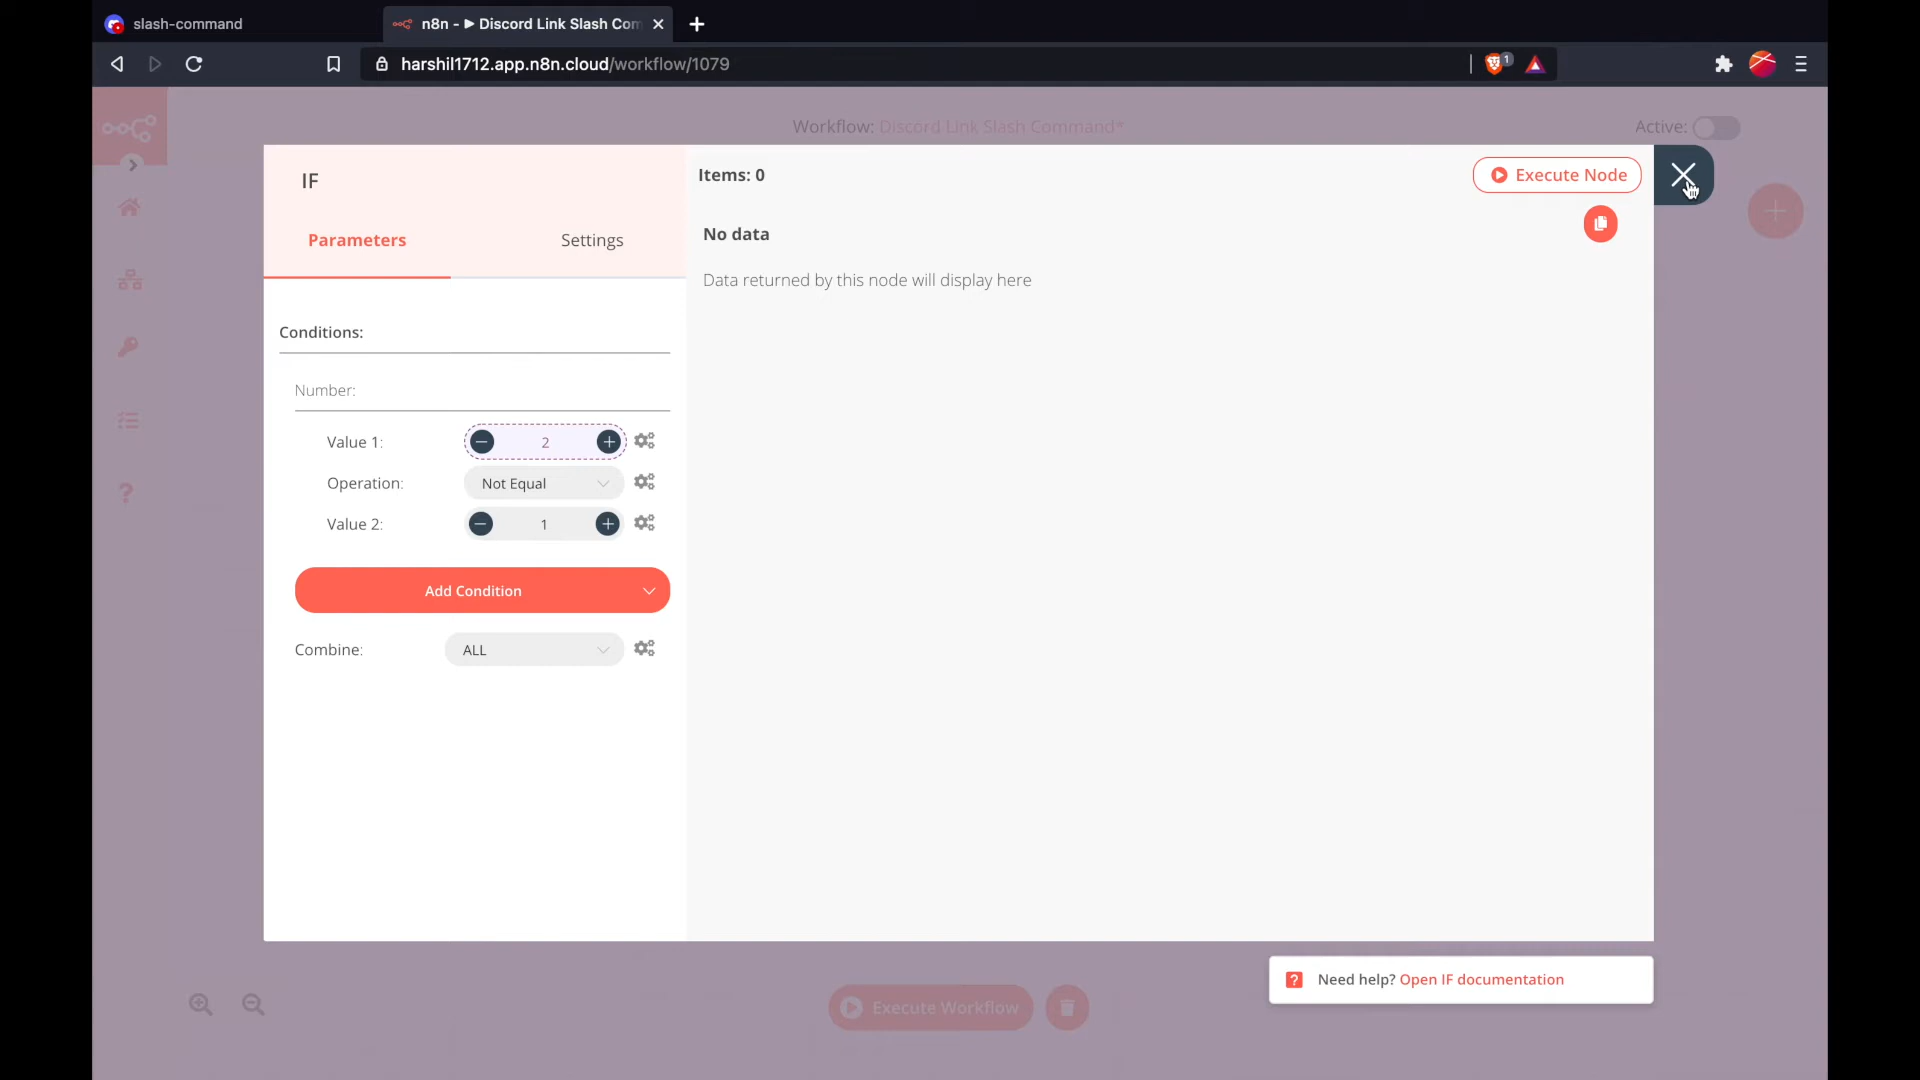 slash-command
n8n - ▶ Discord Link Slash Com
harshil1712.app.n8n.cloud/workflow/1079
1
Workflow: Discord Link Slash Command*
Active:
IF
Parameters
Settings
Conditions:
Number:
Value 1:
2
Operation:
Not Equal
Value 2:
1
Add Condition
Combine:
ALL
Items: 0
Execute Node
No data
Data returned by this node will display here
Need help? Open IF documentation
Execute Workflow